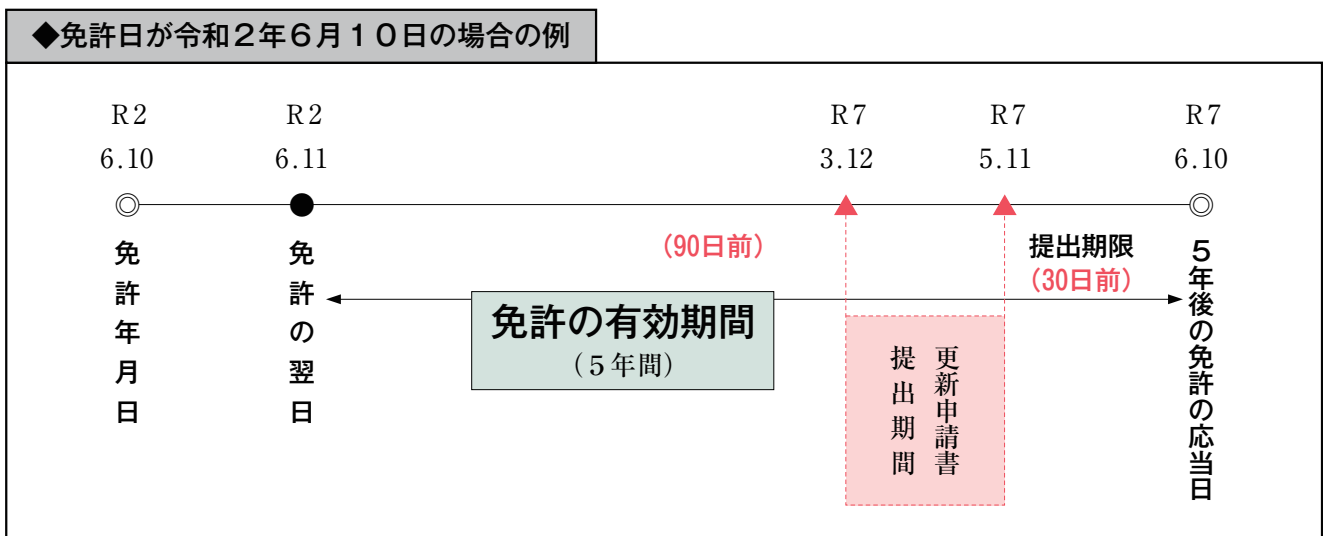 ◆免許日が令和２年６月１０日の場合の例
R2
6.10
R2
6.11
R7
3.12
R7
5.11
R7
6.10
免許年月日
免許の翌日
（90日前）
提出期限
（30日前）
免許の有効期間
（５年間）
更新申請書
提出期間
５年後の免許の応当日